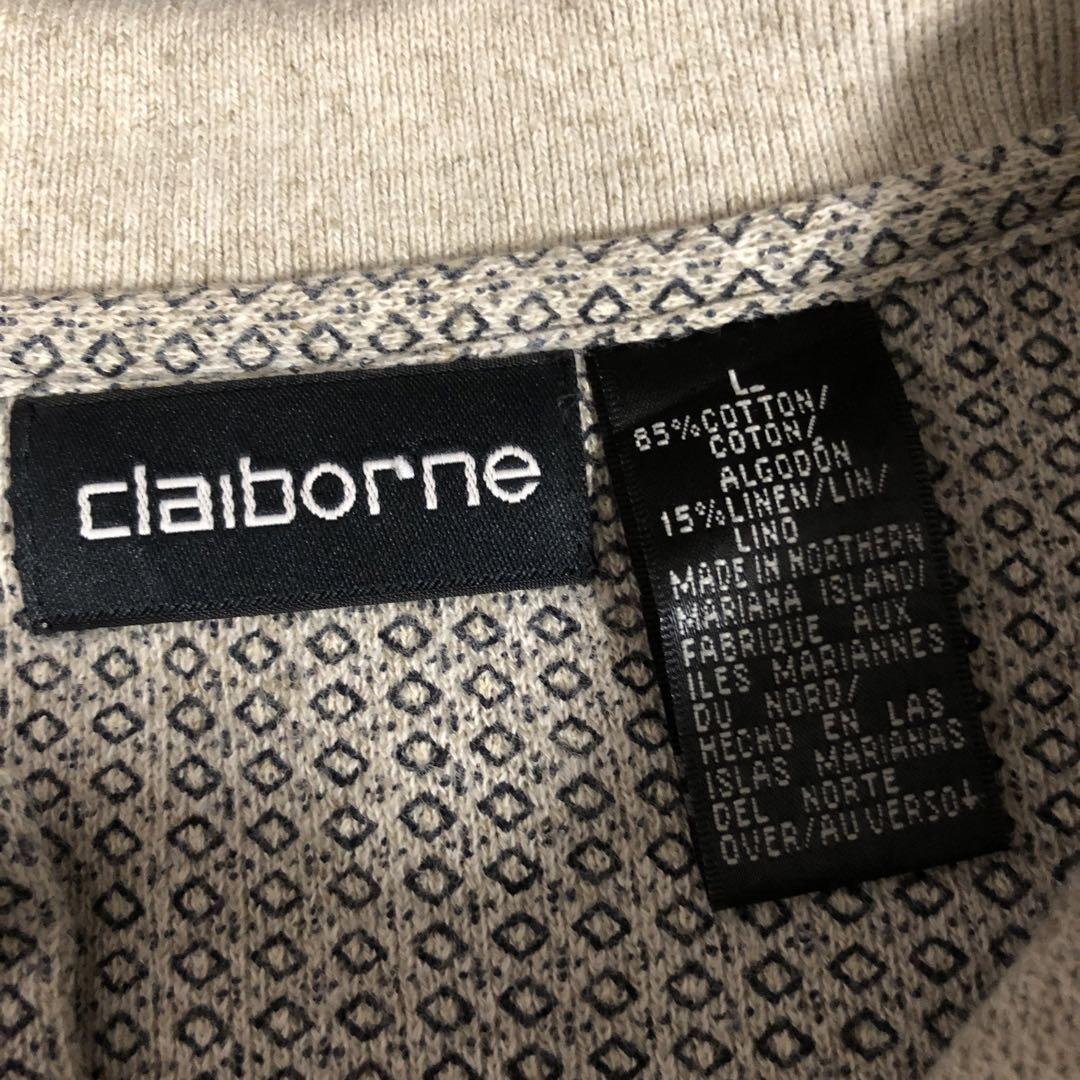 claiborne
L
85% COTTON/
COTON/
ALGODÓN
15% LINEN/LIN/
LINO
MADE IN NORTHERN
MARIANA ISLAND/
FABRIQUE AUX
ILES MARIANNES
DU NORD/
HECHO EN LAS
ISLAS MARIANAS
DEL NORTE
OVER/AU VERSO↓